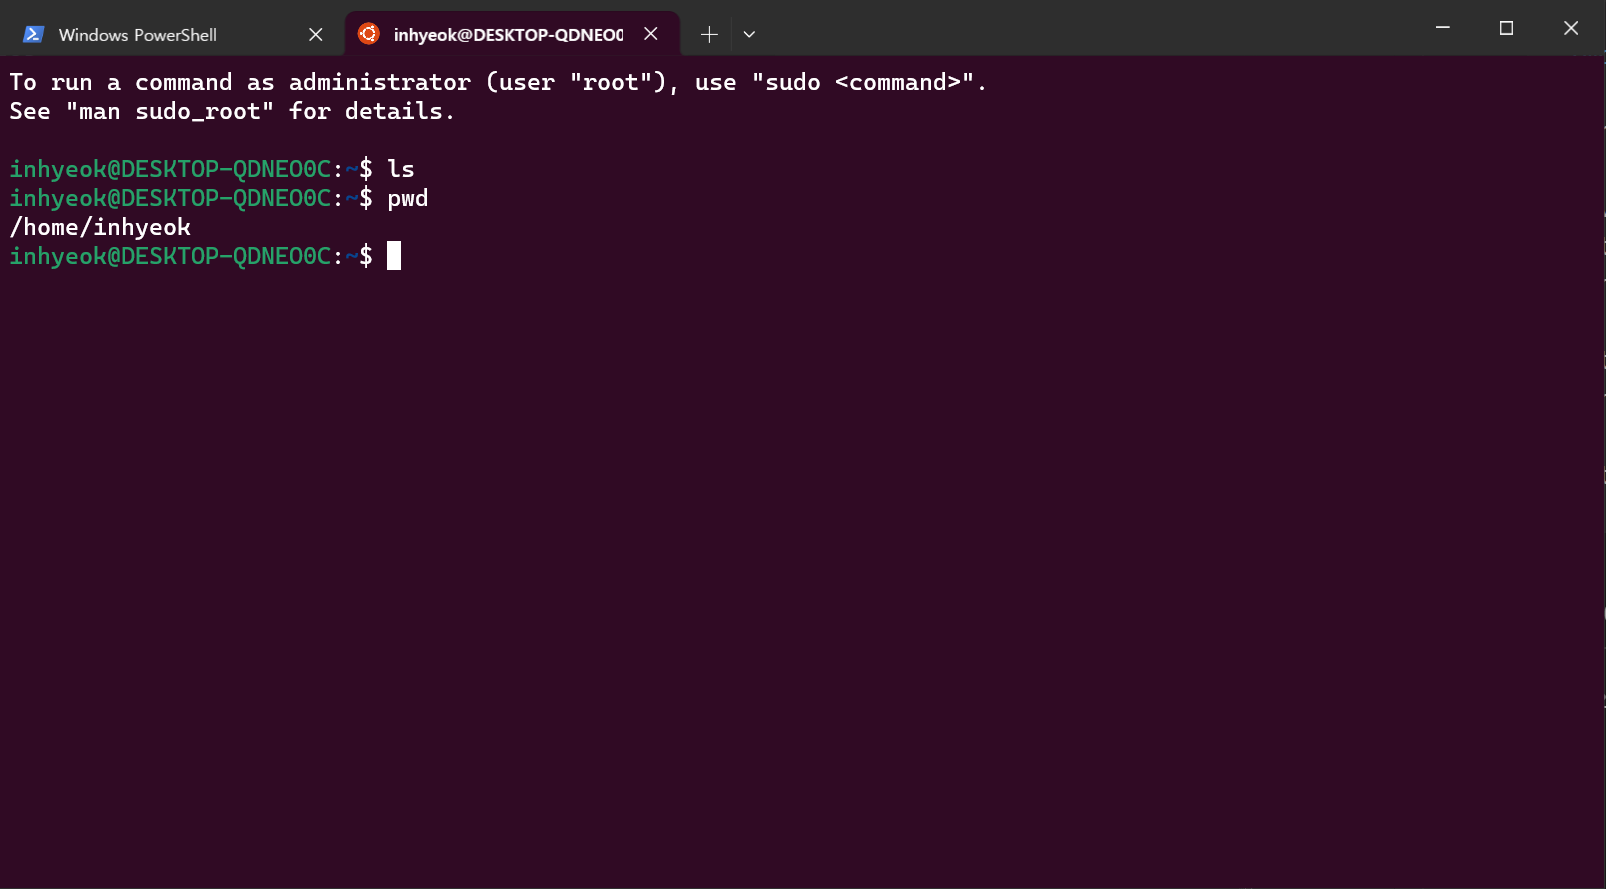 Windows PowerShell
inhyeok@DESKTOP-QDNEO0
To run a command as administrator (user "root"), use "sudo <command>".
See "man sudo_root" for details.
inhyeok@DESKTOP-QDNEO0C:~$ ls
inhyeok@DESKTOP-QDNEO0C:~$ pwd
/home/inhyeok
inhyeok@DESKTOP-QDNEO0C:~$